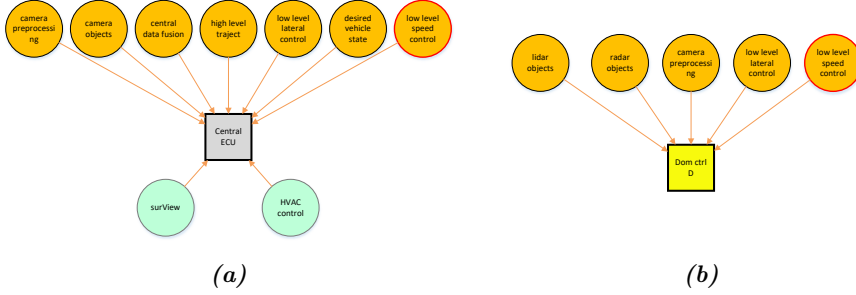 camera
preprocessi
ng
camera
objects
central
data fusion
high level
traject
low level
lateral
control
desired
vehicle
state
low level
speed
control
Central
ECU
surView
HVAC
control
(a)
lidar
objects
radar
objects
camera
preprocessi
ng
low level
lateral
control
low level
speed
control
Dom ctrl
D
(b)